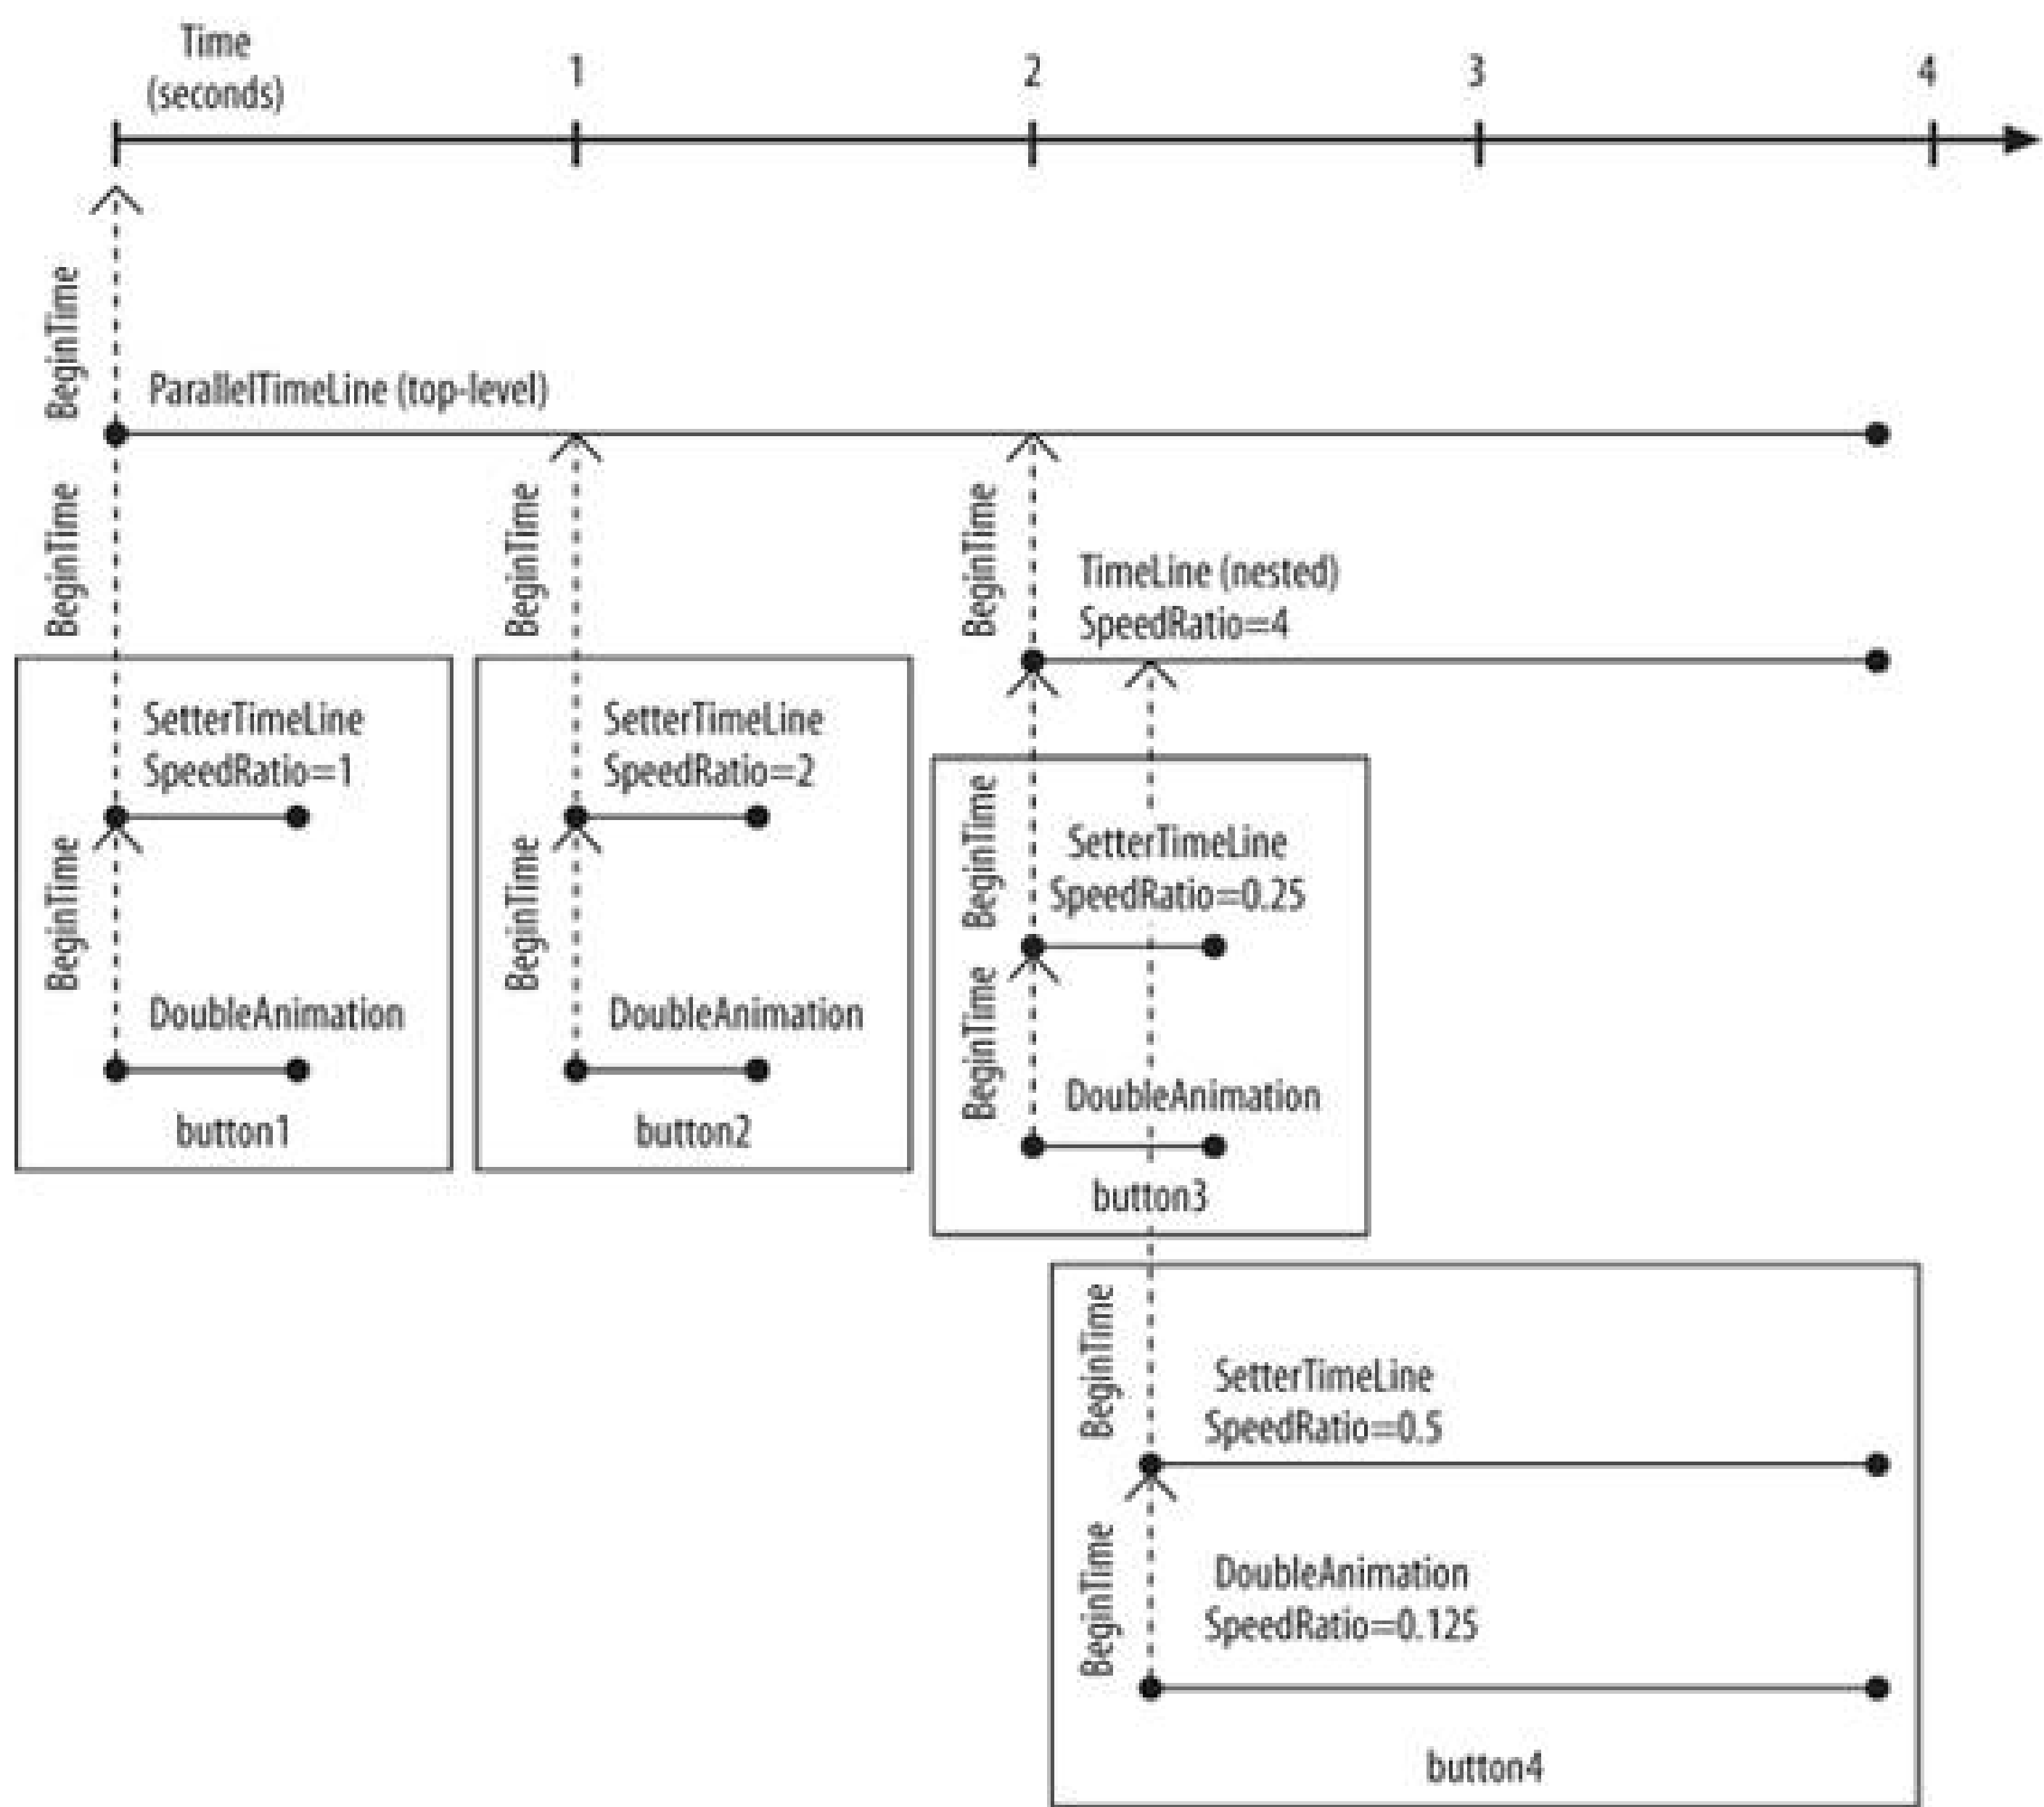 Time
(seconds)
1
2
3
4
BeginTime
ParallelTimeLine (top-level)
BeginTime
BeginTime
BeginTime
TimeLine (nested)
SpeedRatio=4
SetterTimeLine
SpeedRatio=1
BeginTime
DoubleAnimation
button1
SetterTimeLine
SpeedRatio=2
BeginTime
DoubleAnimation
button2
BeginTime
SetterTimeLine
SpeedRatio=0.25
BeginTime
DoubleAnimation
button3
BeginTime
SetterTimeLine
SpeedRatio=0.5
BeginTime
DoubleAnimation
SpeedRatio=0.125
button4